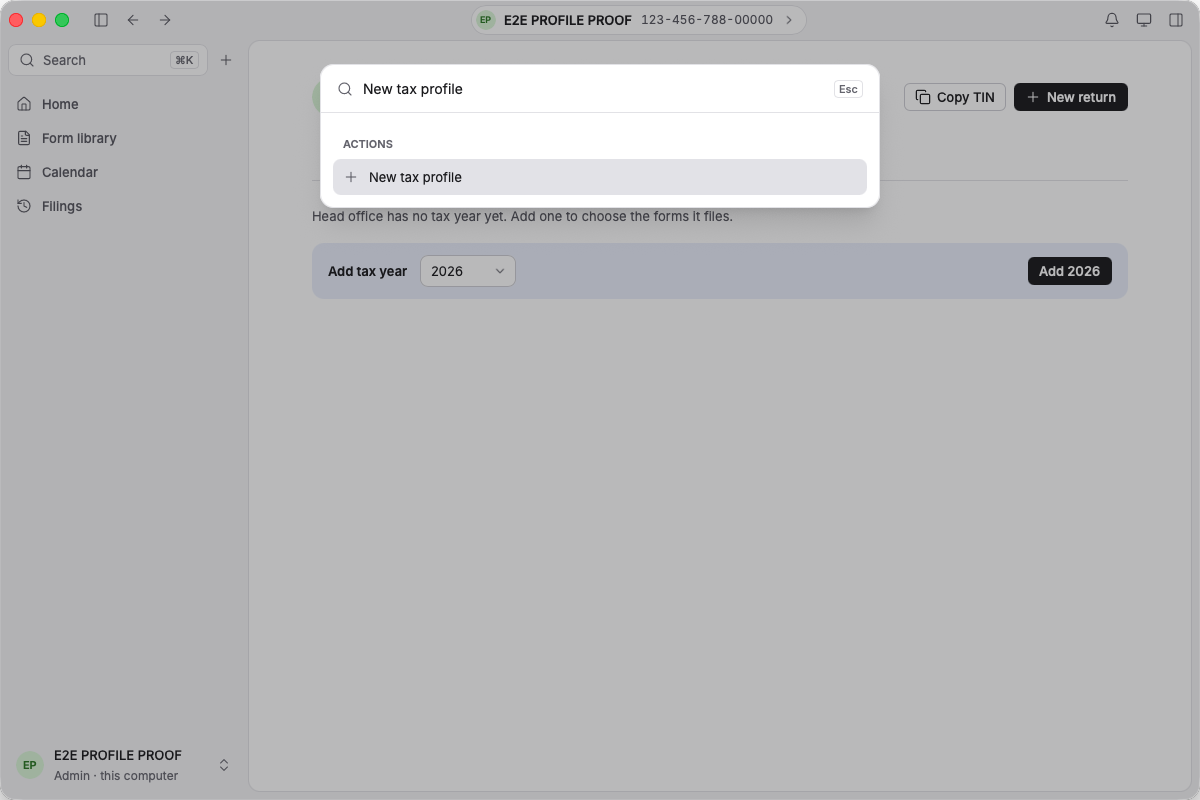 EP E2E PROFILE PROOF 123-456-788-00000
Search ⌘K
New tax profile Esc
Copy TIN
New return
Home
Form library
Calendar
Filings
ACTIONS
New tax profile
Head office has no tax year yet. Add one to choose the forms it files.
Add tax year 2026 Add 2026
EP E2E PROFILE PROOF
Admin · this computer